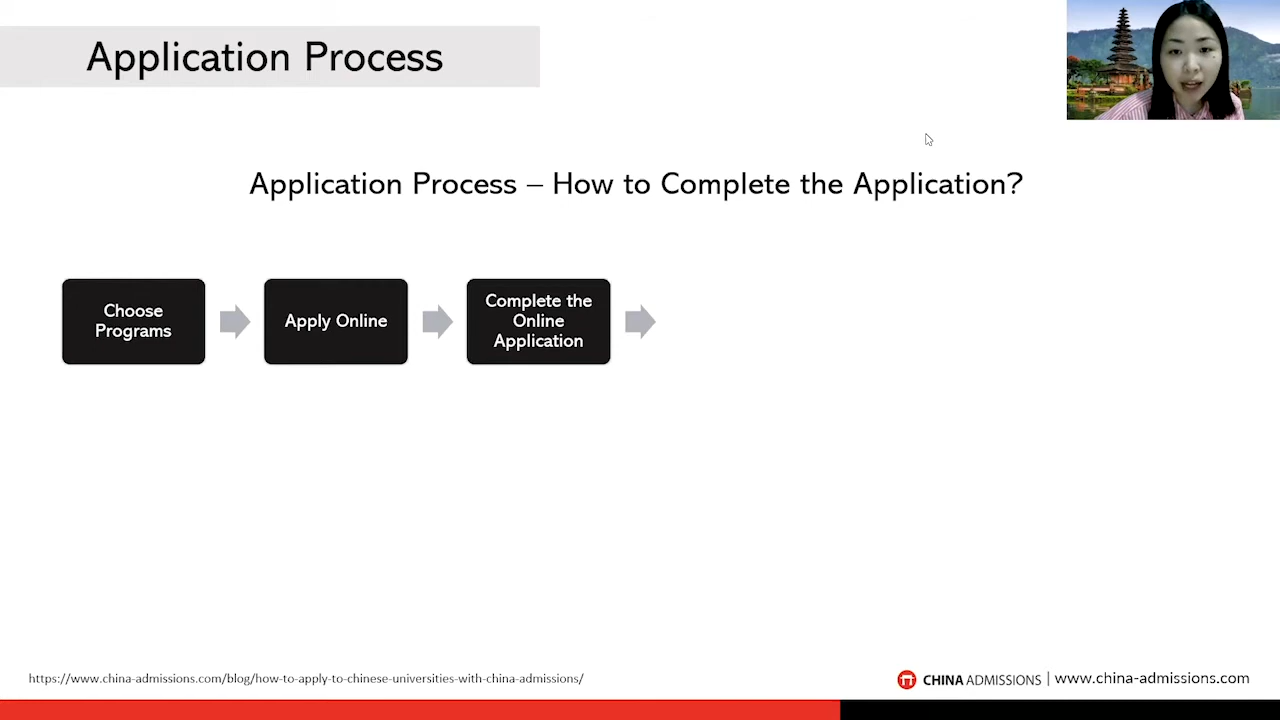 Application Process
Application Process – How to Complete the Application?
Choose
Programs
Apply Online
Complete the
Online
Application
https://www.china-admissions.com/blog/how-to-apply-to-chinese-universities-with-china-admissions/
CHINA ADMISSIONS | www.china-admissions.com